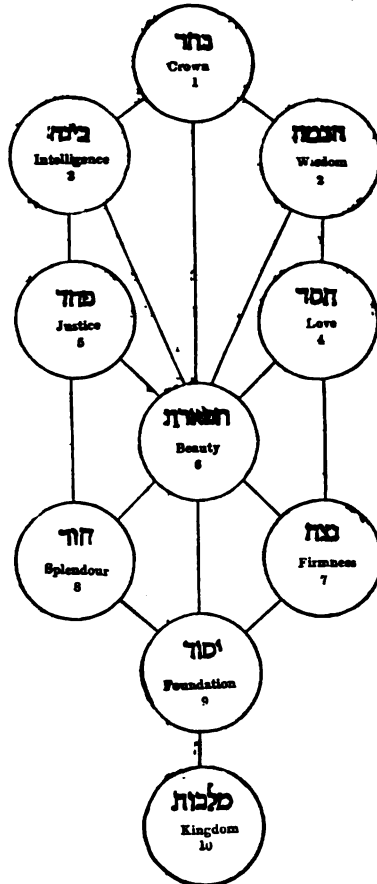 כתר
Crown
1
בינה
Intelligence
3
חכמה
Wisdom
2
פחד
Justice
5
חסד
Love
4
תפארת
Beauty
6
הוד
Splendour
8
נצח
Firmness
7
יסוד
Foundation
9
מלכות
Kingdom
10